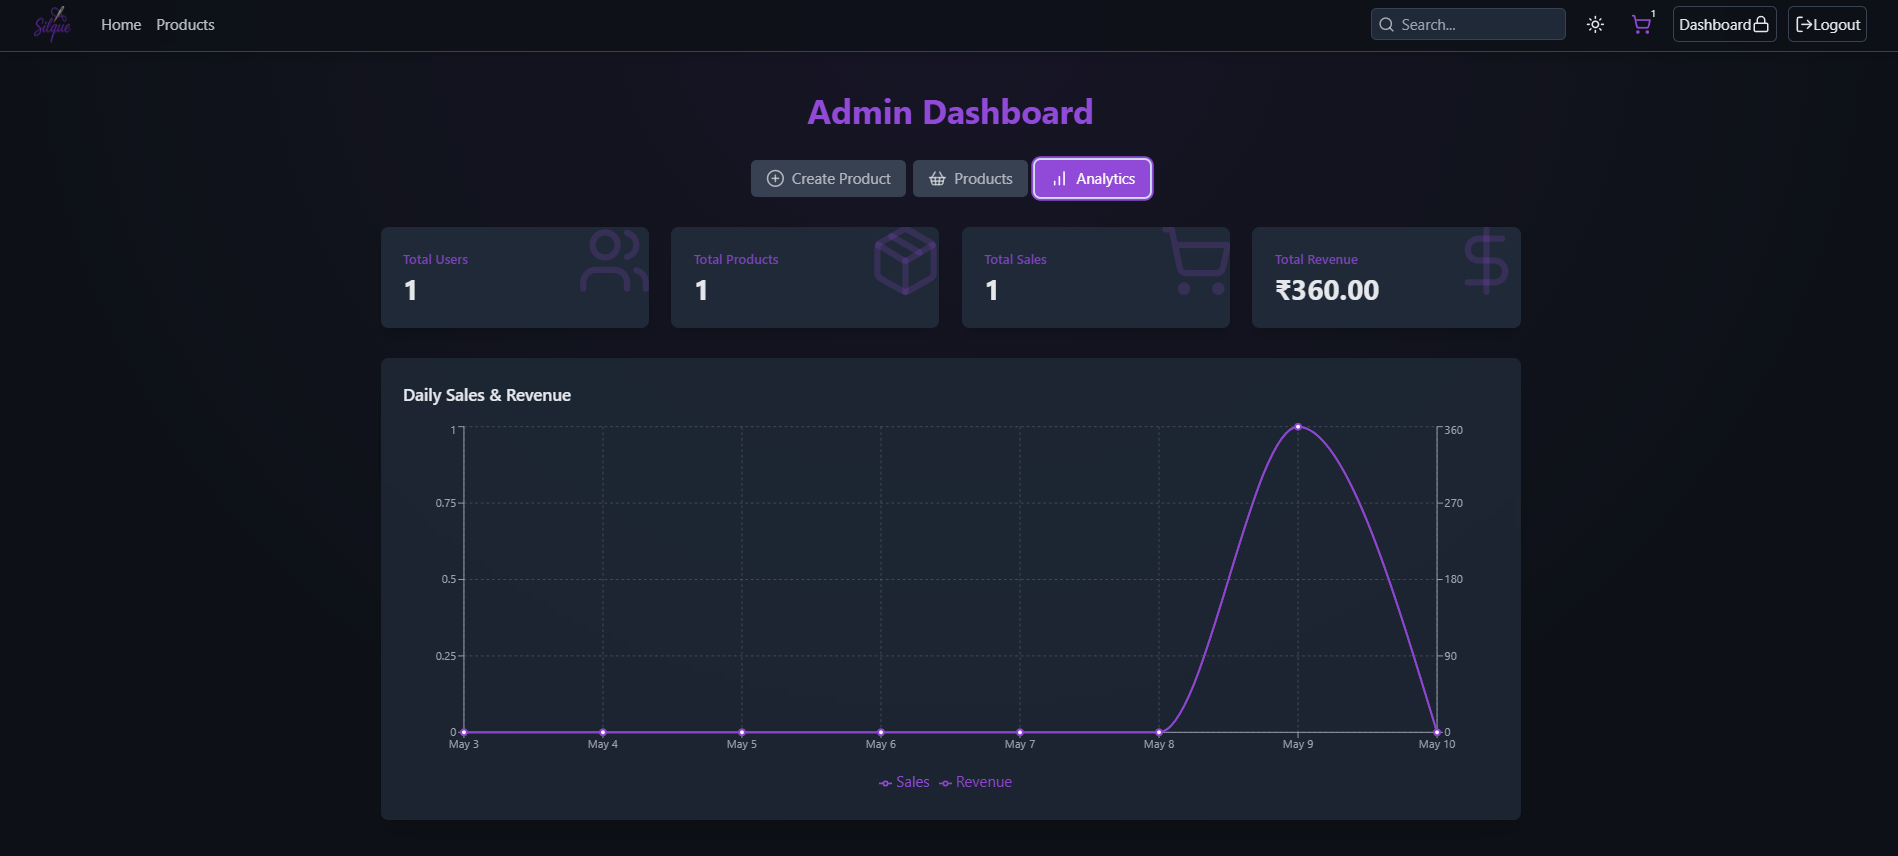 Silque Home Products Search... 1 Dashboard Logout
Admin Dashboard
Create Product Products Analytics
Total Users Total Products Total Sales Total Revenue
1 1 1 ₹360.00
Daily Sales & Revenue
1 360
0.75 270
0.5 180
0.25 90
0 0
May 3 May 4 May 5 May 6 May 7 May 8 May 9 May 10
Sales Revenue